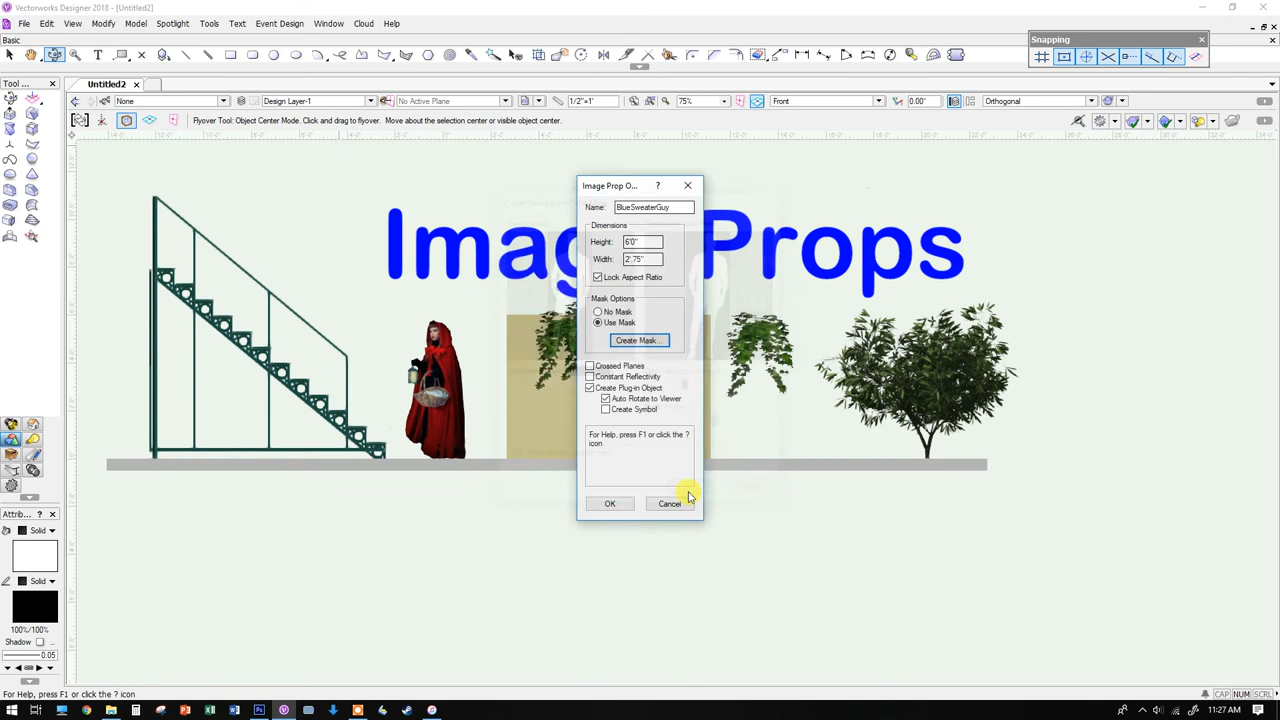 Vectorworks Designer 2018 - [Untitled2]
File Edit View Modify Model Spotlight Tools Text Event Design Window Cloud Help
Basic
Snapping
Tool ...
Untitled2
None
Design Layer-1
No Active Plane
1/2"=1'
75%
Front
0.00°
Orthogonal
Flyover Tool: Object Center Mode. Click and drag to flyover. Move about the selection center or visible object center.
Image Props
Image Prop O...
?
Name: BlueSweaterGuy
Dimensions
Height: 6'0"
Width: 2'.75"
Lock Aspect Ratio
Mask Options
No Mask
Use Mask
Create Mask...
Crossed Planes
Constant Reflectivity
Create Plug-in Object
Auto Rotate to Viewer
Create Symbol
For Help, press F1 or click the ?
icon
OK
Cancel
Attrib...
Solid
Solid
100%/100%
Shadow
0.05
For Help, press F1 or click the ? icon
CAP NUM SCRL
11:27 AM